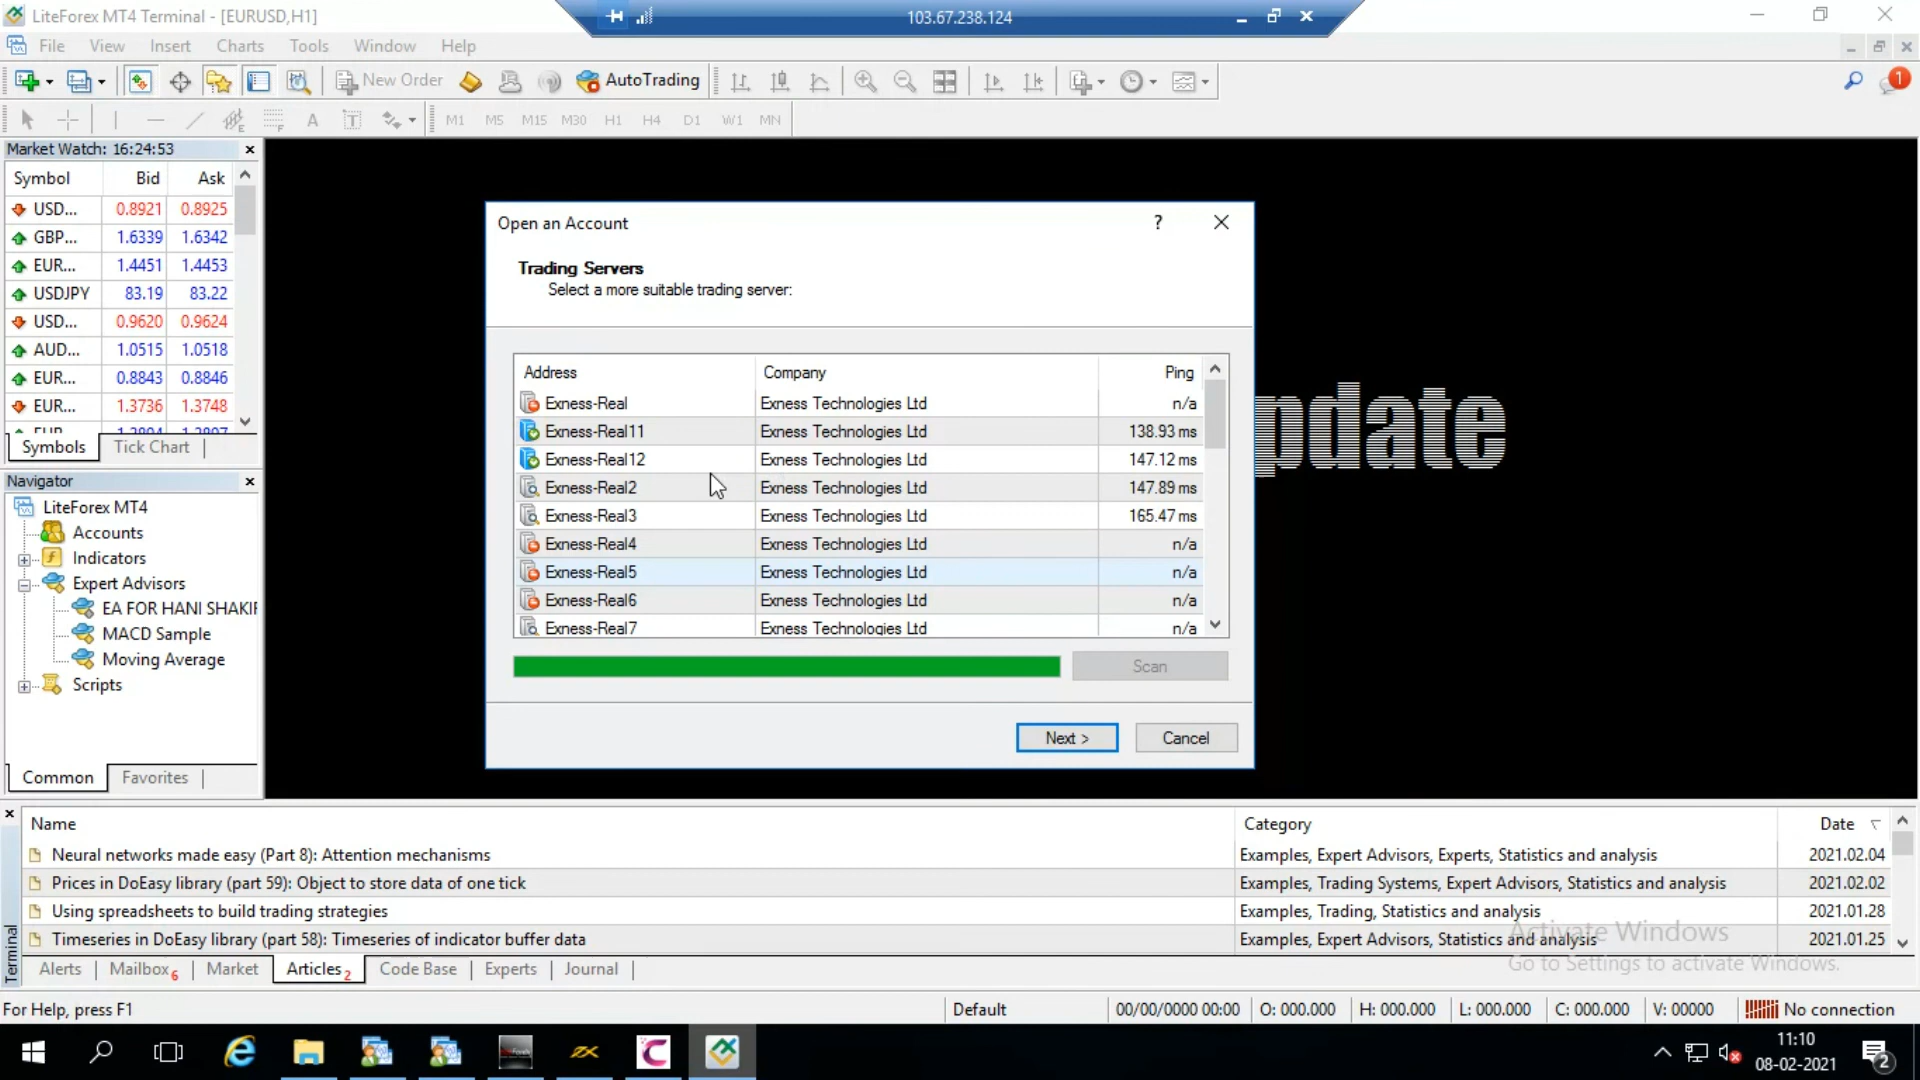 LiteForex MT4 Terminal - [EURUSD,H1]
103.67.238.124
File View Insert Charts Tools Window Help
New Order AutoTrading
1
A T M1 M5 M15 M30 H1 H4 D1 W1 MN
Market Watch: 16:24:53
Symbol Bid Ask
USD... 0.8921 0.8925
GBP... 1.6339 1.6342
EUR... 1.4451 1.4453
USDJPY 83.19 83.22
USD... 0.9620 0.9624
AUD... 1.0515 1.0518
EUR... 0.8843 0.8846
EUR... 1.3736 1.3748
Symbols Tick Chart
Navigator
LiteForex MT4
Accounts
Indicators
Expert Advisors
EA FOR HANI SHAKIF
MACD Sample
Moving Average
Scripts
Common Favorites
Open an Account
?
Trading Servers
Select a more suitable trading server:
Address Company Ping
Exness-Real Exness Technologies Ltd n/a
Exness-Real11 Exness Technologies Ltd 138.93 ms
Exness-Real12 Exness Technologies Ltd 147.12 ms
Exness-Real2 Exness Technologies Ltd 147.89 ms
Exness-Real3 Exness Technologies Ltd 165.47 ms
Exness-Real4 Exness Technologies Ltd n/a
Exness-Real5 Exness Technologies Ltd n/a
Exness-Real6 Exness Technologies Ltd n/a
Exness-Real7 Exness Technologies Ltd n/a
Scan
Next > Cancel
pdate
Name Category Date
Neural networks made easy (Part 8): Attention mechanisms Examples, Expert Advisors, Experts, Statistics and analysis 2021.02.04
Prices in DoEasy library (part 59): Object to store data of one tick Examples, Trading Systems, Expert Advisors, Statistics and analysis 2021.02.02
Using spreadsheets to build trading strategies Examples, Trading, Statistics and analysis 2021.01.28
Timeseries in DoEasy library (part 58): Timeseries of indicator buffer data Examples, Expert Advisors, Statistics and analysis 2021.01.25
Activate Windows
Go to Settings to activate Windows.
Terminal
Alerts Mailbox 6 Market Articles 2 Code Base Experts Journal
For Help, press F1 Default 00/00/0000 00:00 O: 000.000 H: 000.000 L: 000.000 C: 000.000 V: 00000 No connection
11:10
08-02-2021
2